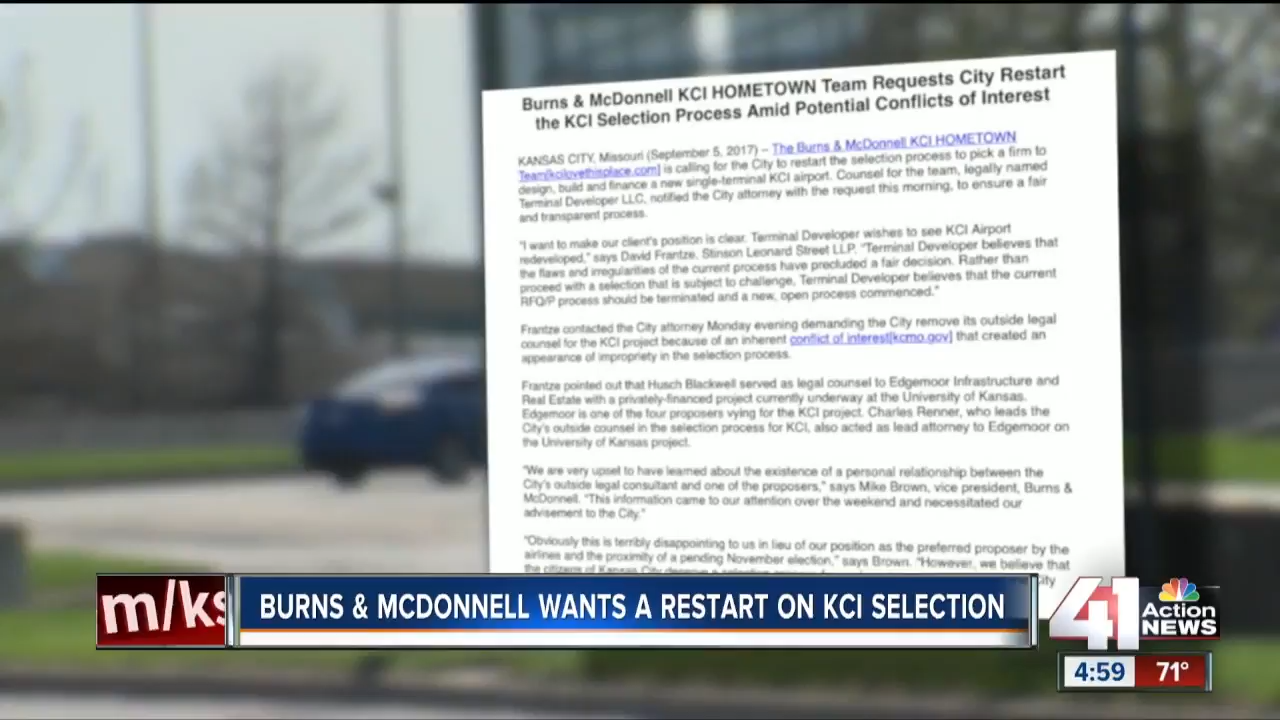 Burns & McDonnell KCI HOMETOWN Team Requests City Restart
the KCI Selection Process Amid Potential Conflicts of Interest
KANSAS CITY, Missouri (September 5, 2017) – The Burns & McDonnell KCI HOMETOWN
Team[kcilovethisplace.com] is calling for the City to restart the selection process to pick a firm to
design, build and finance a new single-terminal KCI airport. Counsel for the team, legally named
Terminal Developer LLC, notified the City attorney with the request this morning, to ensure a fair
and transparent process.
"I want to make our client's position is clear. Terminal Developer wishes to see KCI Airport
redeveloped," says David Frantze, Stinson Leonard Street LLP. "Terminal Developer believes that
the flaws and irregularities of the current process have precluded a fair decision. Rather than
proceed with a selection that is subject to challenge, Terminal Developer believes that the current
RFQ/P process should be terminated and a new, open process commenced."
Frantze contacted the City attorney Monday evening demanding the City remove its outside legal
counsel for the KCI project because of an inherent conflict of interest[kcmo.gov] that created an
appearance of impropriety in the selection process.
Frantze pointed out that Husch Blackwell served as legal counsel to Edgemoor Infrastructure and
Real Estate with a privately-financed project currently underway at the University of Kansas.
Edgemoor is one of the four proposers vying for the KCI project. Charles Renner, who leads the
City's outside counsel in the selection process for KCI, also acted as lead attorney to Edgemoor on
the University of Kansas project.
"We are very upset to have learned about the existence of a personal relationship between the
City's outside legal consultant and one of the proposers," says Mike Brown, vice president, Burns &
McDonnell. "This information came to our attention over the weekend and necessitated our
advisement to the City."
"Obviously this is terribly disappointing to us in lieu of our position as the preferred proposer by the
airlines and the proximity of a pending November election," says Brown. "However, we believe that
the citizens of Kansas City deserve a selection process
City
m/ks
BURNS & MCDONNELL WANTS A RESTART ON KCI SELECTION
41
Action
NEWS
4:59 71°